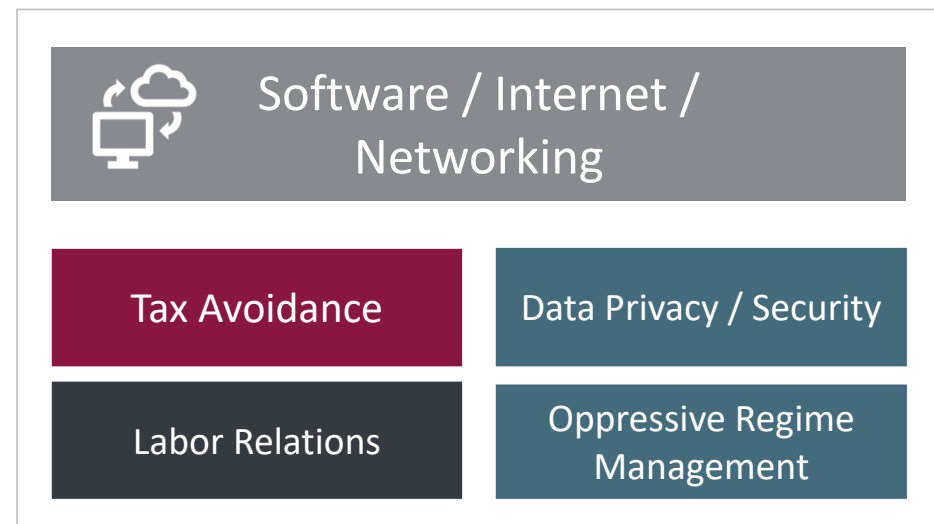 Software / Internet /
Networking
Tax Avoidance
Data Privacy / Security
Labor Relations
Oppressive Regime
Management